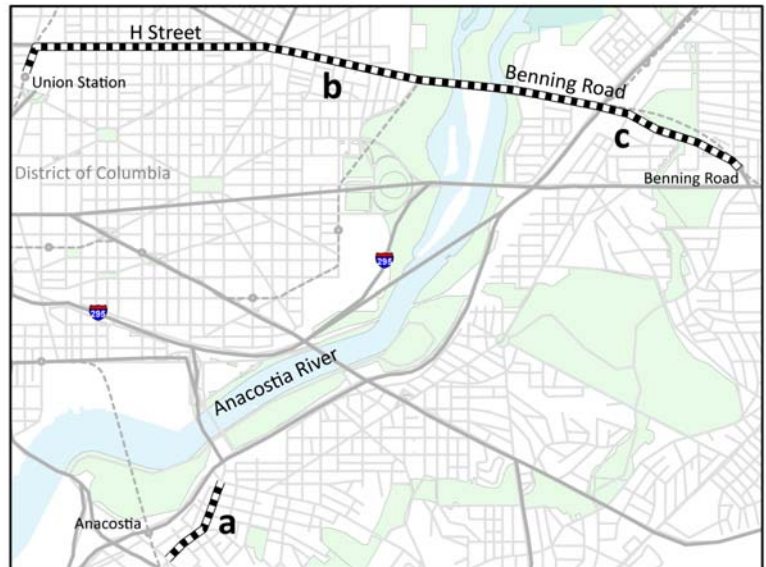 H Street
Union Station
b
Benning Road
c
District of Columbia
Benning Road
295
295
Anacostia River
Anacostia
a